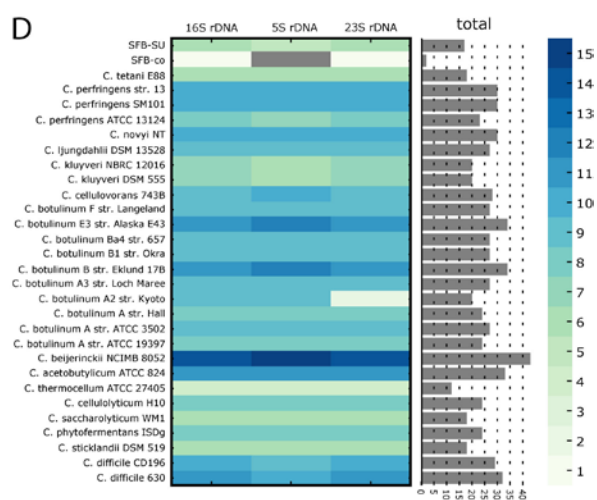 D
16S rDNA 5S rDNA 23S rDNA
total
SFB-SU
SFB-co
C. tetani E88
C. perfringens str. 13
C. perfringens SM101
C. perfringens ATCC 13124
C. novyi NT
C. ljungdahlii DSM 13528
C. kluyveri NBRC 12016
C. kluyveri DSM 555
C. cellulovorans 743B
C. botulinum F str. Langeland
C. botulinum E3 str. Alaska E43
C. botulinum Ba4 str. 657
C. botulinum B1 str. Okra
C. botulinum B str. Eklund 17B
C. botulinum A3 str. Loch Maree
C. botulinum A2 str. Kyoto
C. botulinum A str. Hall
C. botulinum A str. ATCC 3502
C. botulinum A str. ATCC 19397
C. beijerinckii NCIMB 8052
C. acetobutylicum ATCC 824
C. thermocellum ATCC 27405
C. cellulolyticum H10
C. saccharolyticum WM1
C. phytofermentans ISDg
C. sticklandii DSM 519
C. difficile CD196
C. difficile 630
0 5 10 15 20 25 30 35 40
15
14
13
12
11
10
9
8
7
6
5
4
3
2
1